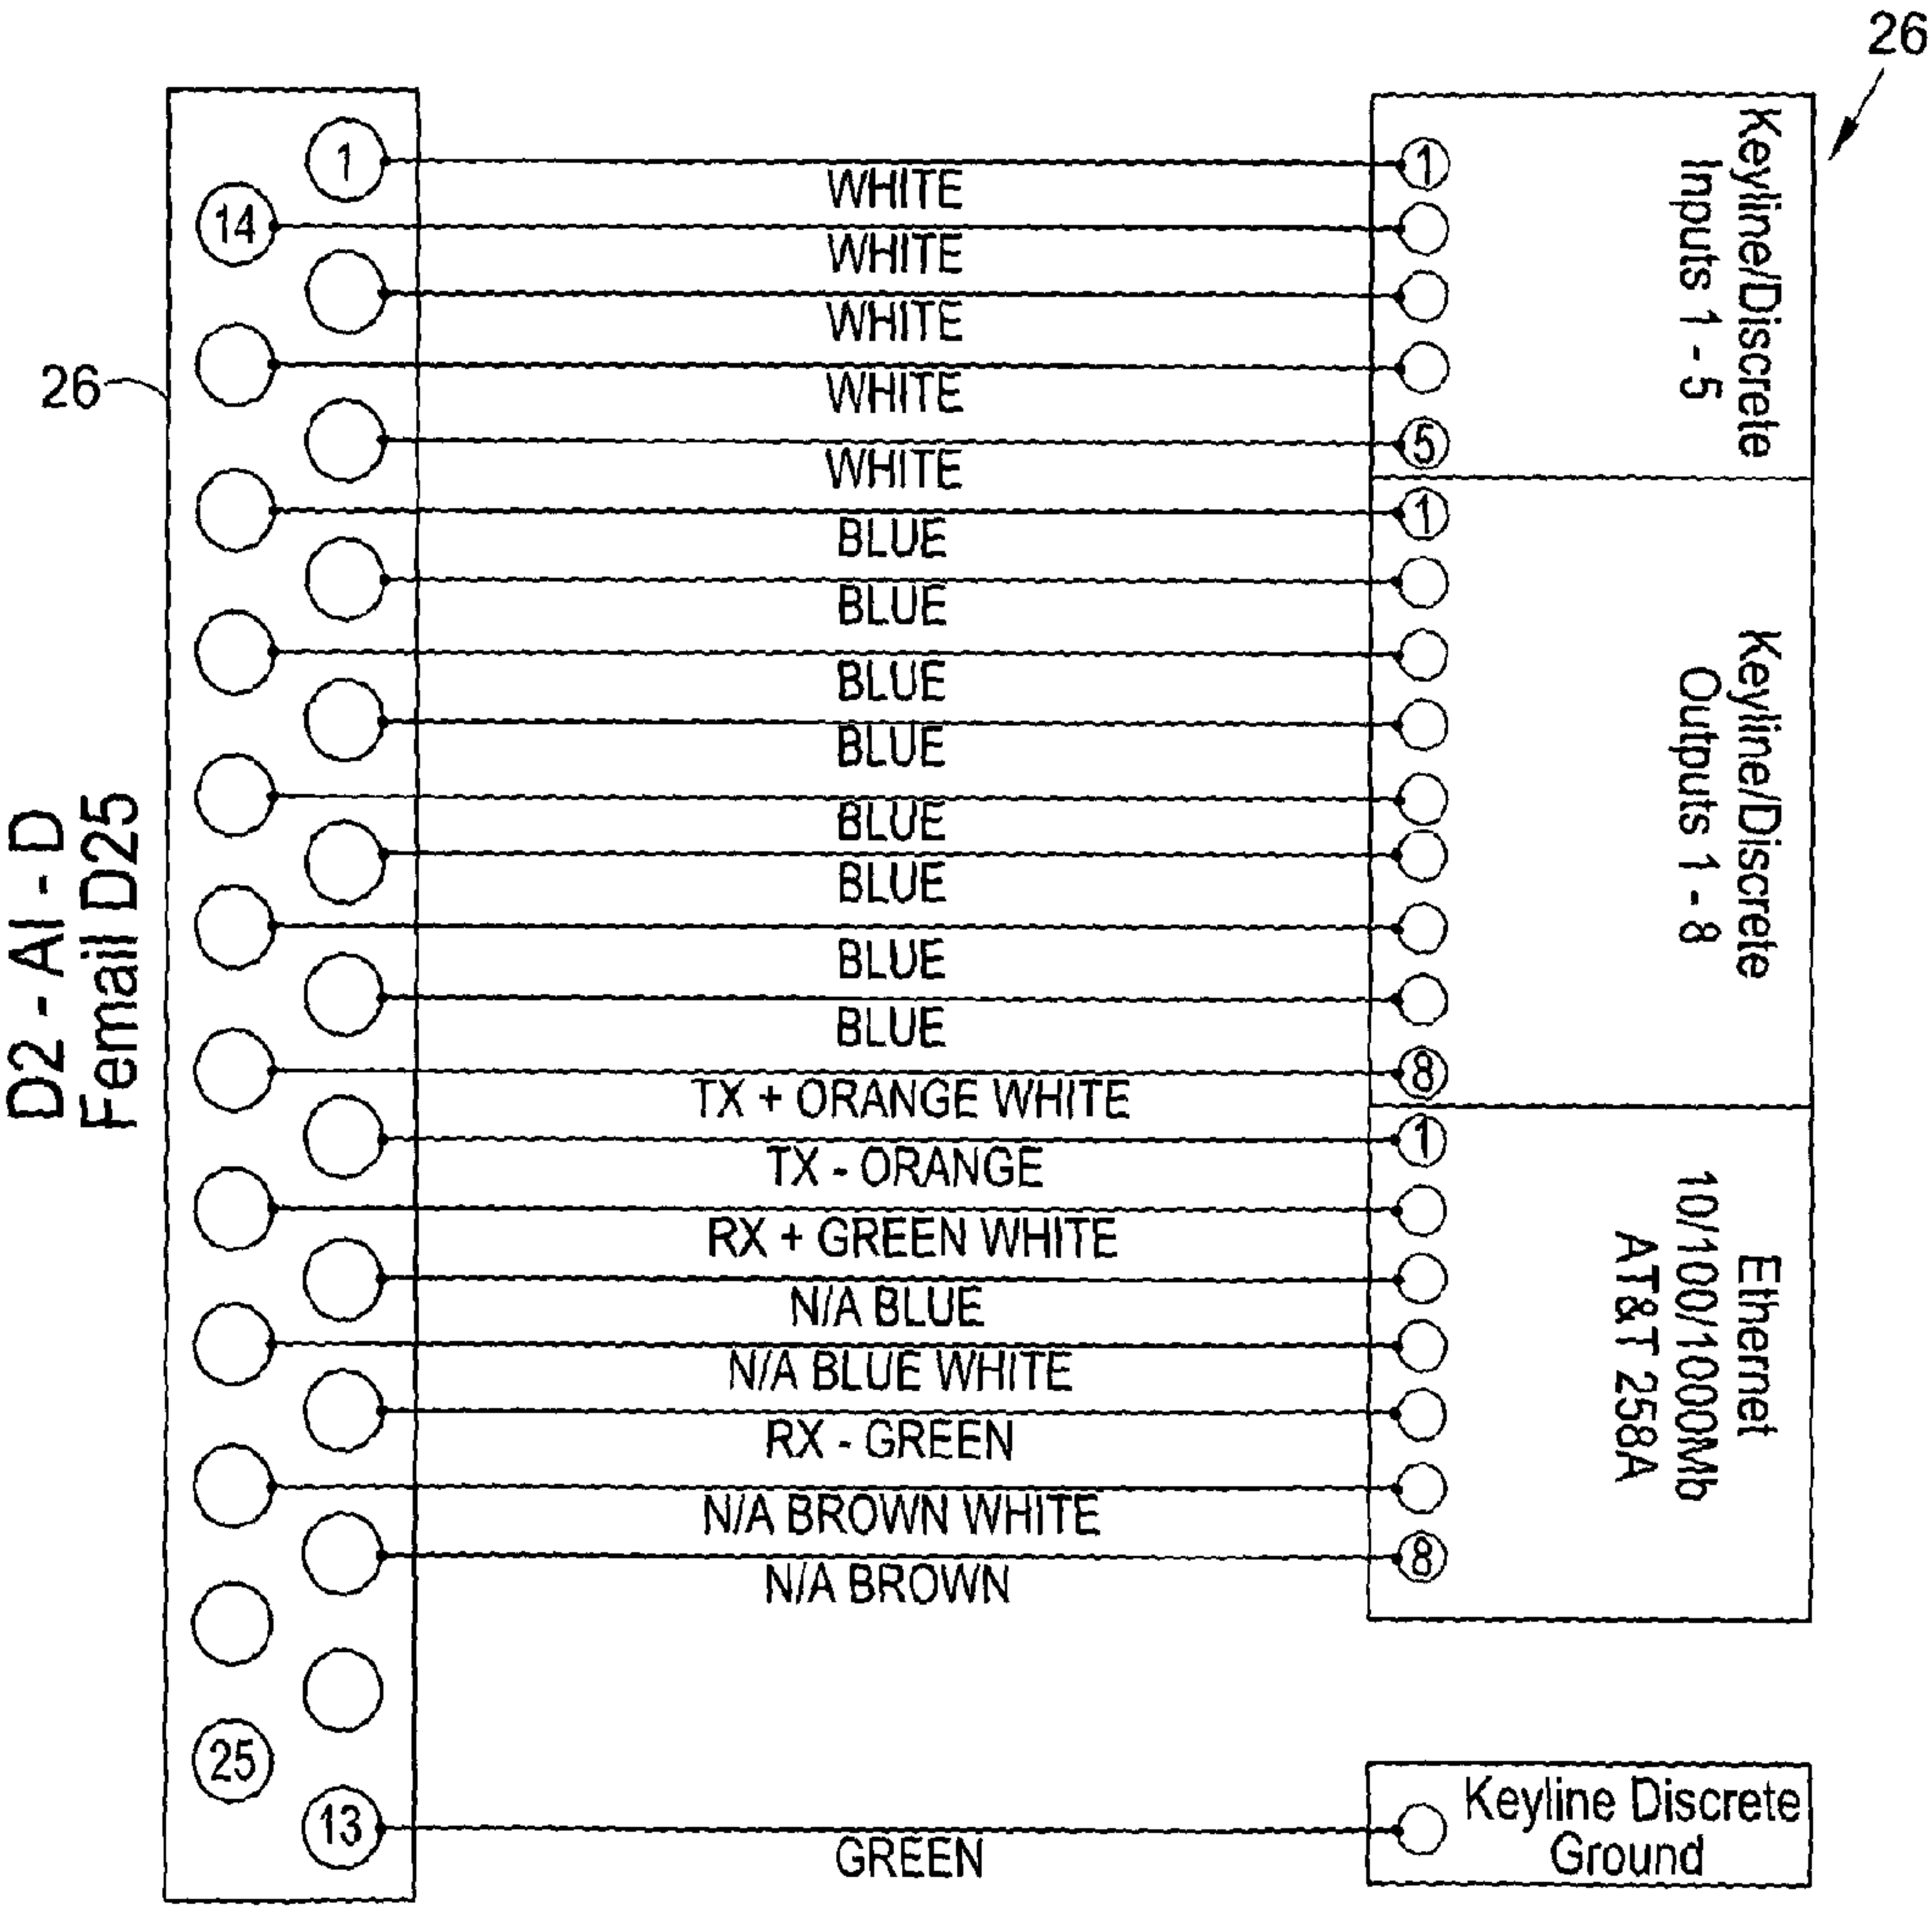 26
26
D2 - AI - D
Femail D25
1
14
25
13
WHITE
WHITE
WHITE
WHITE
WHITE
BLUE
BLUE
BLUE
BLUE
BLUE
BLUE
BLUE
BLUE
TX + ORANGE WHITE
TX - ORANGE
RX + GREEN WHITE
N/A BLUE
N/A BLUE WHITE
RX - GREEN
N/A BROWN WHITE
N/A BROWN
GREEN
1
5
Keyline/Discrete
Inputs 1 - 5
1
8
Keyline/Discrete
Outputs 1 - 8
1
8
Ethernet
10/100/1000Mb
AT&T 258A
Keyline Discrete
Ground